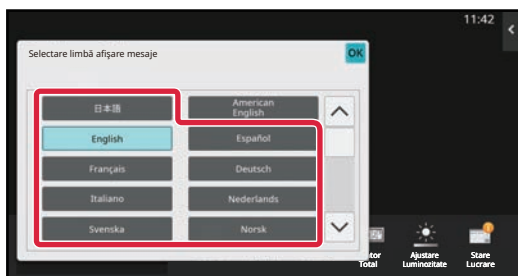 11:42
Selectare limbă afişare mesaje
OK
日本語
American
English
English
Español
Français
Deutsch
Italiano
Nederlands
Svenska
Norsk
Total
Ajustare
Luminozitate
Stare
Lucrare